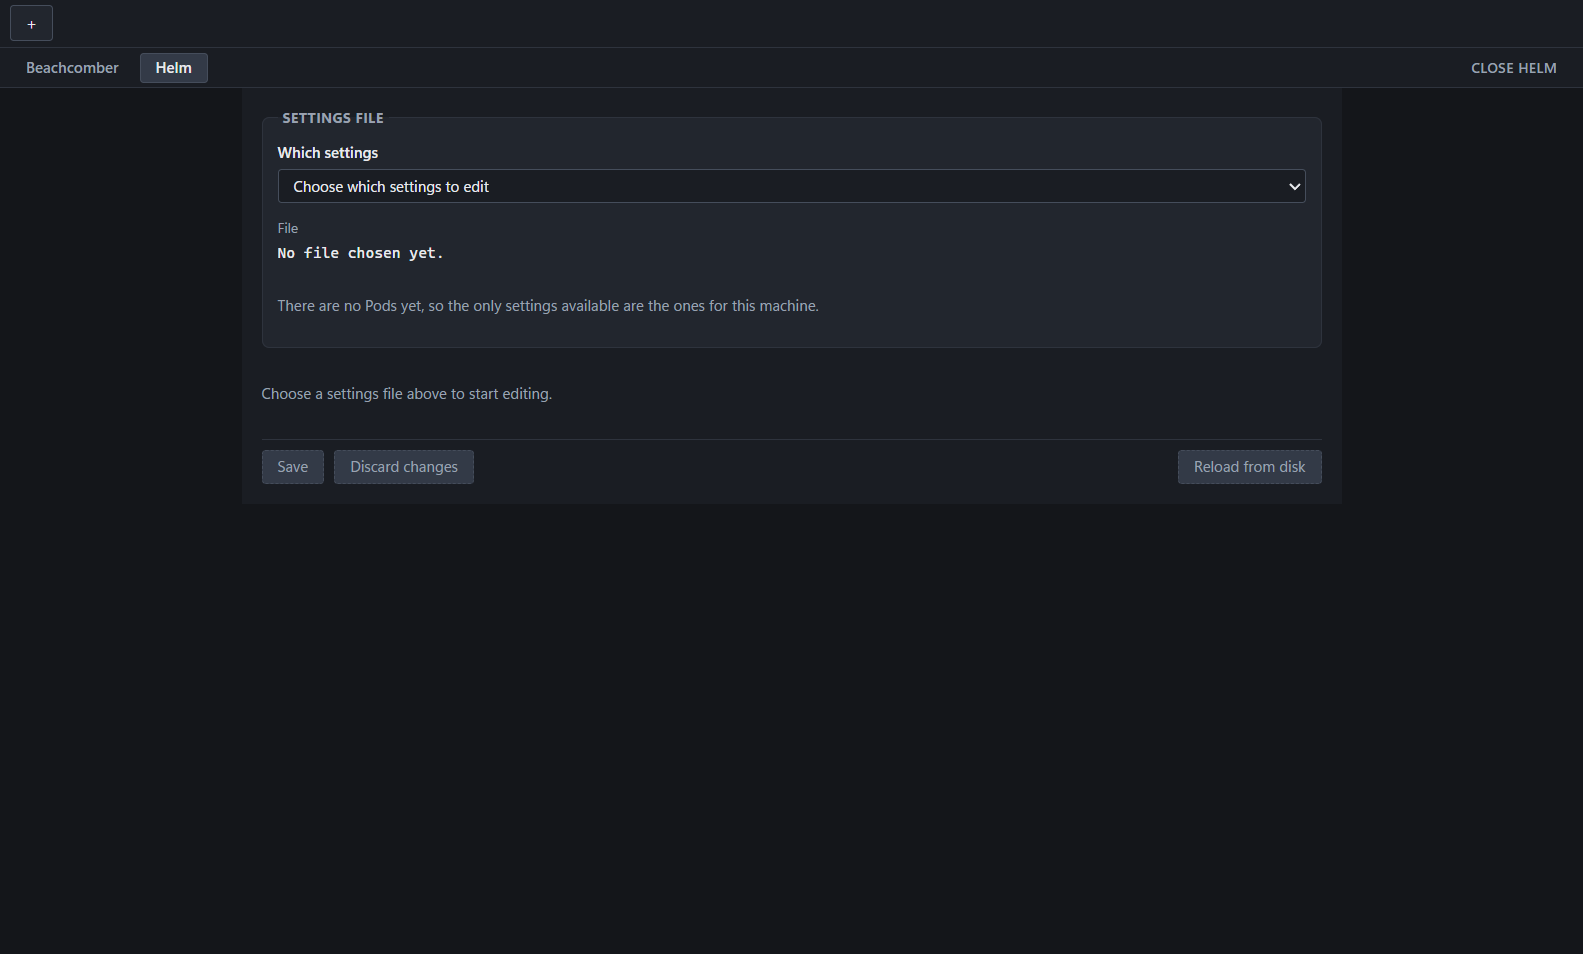 +
Beachcomber
Helm
CLOSE HELM
SETTINGS FILE
Which settings
Choose which settings to edit
File
No file chosen yet.
There are no Pods yet, so the only settings available are the ones for this machine.
Choose a settings file above to start editing.
Save
Discard changes
Reload from disk